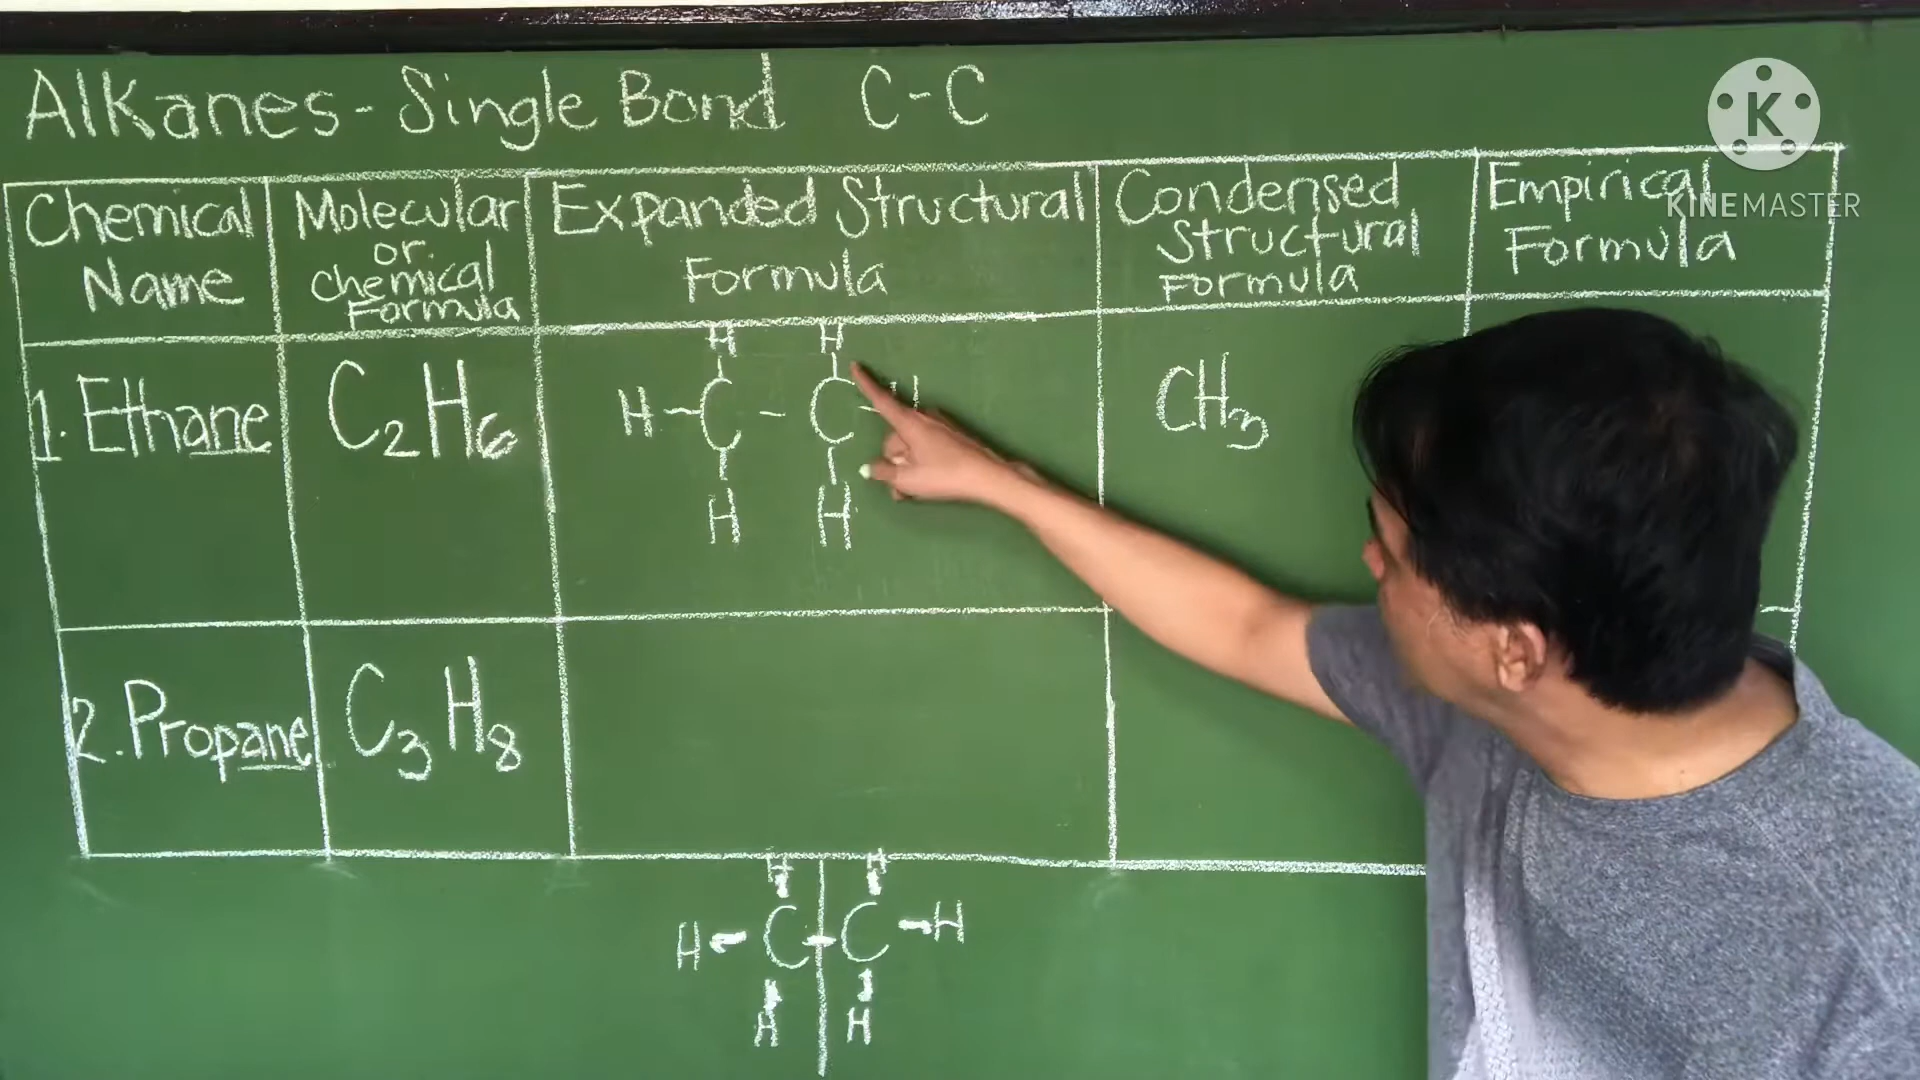 Alkanes - Single Bond C-C
K
KINEMASTER
Chemical Name
Molecular or chemical Formula
Expanded Structural Formula
Condensed Structural Formula
Empirical Formula
1. Ethane
C2H6
H H
H - C - C - H
H H
CH3
2. Propane
C3H8
H H
H - C - C - H
H H